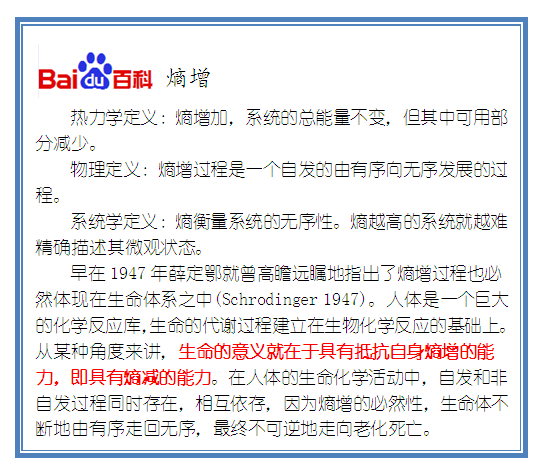 Bai du 百科 熵增
热力学定义：熵增加，系统的总能量不变，但其中可用部
分减少。
物理定义：熵增过程是一个自发的由有序向无序发展的过
程。
系统学定义：熵衡量系统的无序性。熵越高的系统就越难
精确描述其微观状态。
早在 1947 年薛定鄂就曾高瞻远瞩地指出了熵增过程也必
然体现在生命体系之中(Schrodinger 1947)。人体是一个巨大
的化学反应库,生命的代谢过程建立在生物化学反应的基础上。
从某种角度来讲，生命的意义就在于具有抵抗自身熵增的能
力，即具有熵减的能力。在人体的生命化学活动中，自发和非
自发过程同时存在，相互依存，因为熵增的必然性，生命体不
断地由有序走回无序，最终不可逆地走向老化死亡。